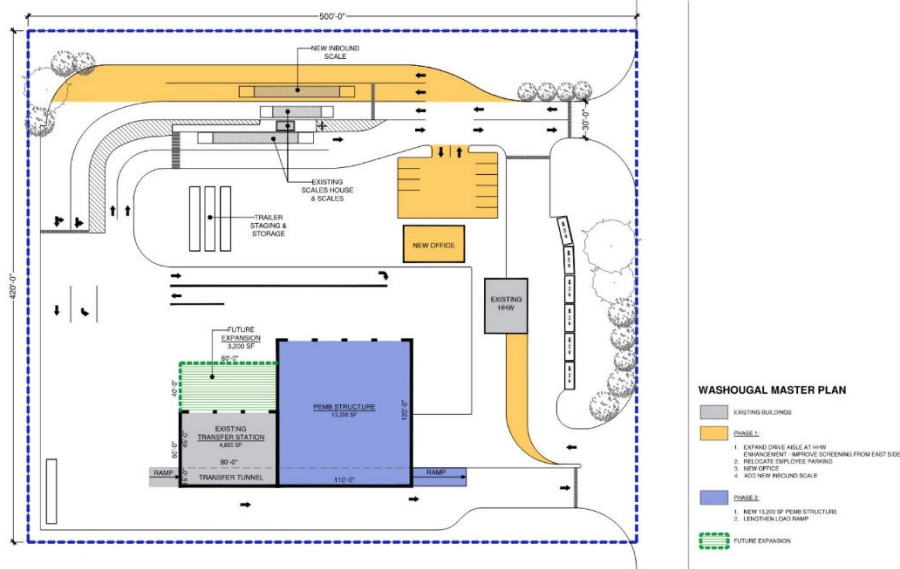 500'-0"
NEW INBOUND
SCALE
30'-0"
EXISTING
SCALES HOUSE
& SCALES
TRAILER
STAGING &
STORAGE
NEW OFFICE
420'-0"
EXISTING
HHW
FUTURE
EXPANSION
3,200 SF
80'-0"
40'-0"
PEMB STRUCTURE
13,200 SF
120'-0"
EXISTING
TRANSFER STATION
4,800 SF
60'-0"
45'-0"
80'-0"
RAMP
15'-0"
TRANSFER TUNNEL
110'-0"
RAMP
WASHOUGAL MASTER PLAN
EXISTING BUILDINGS
PHASE 1:
1. EXPAND DRIVE AISLE AT HHW
ENHANCEMENT - IMPROVE SCREENING FROM EAST SIDE
2. RELOCATE EMPLOYEE PARKING
3. NEW OFFICE
4. ADD NEW INBOUND SCALE
PHASE 2:
1. NEW 13,200 SF PEMB STRUCTURE
2. LENGTHEN LOAD RAMP
FUTURE EXPANSION